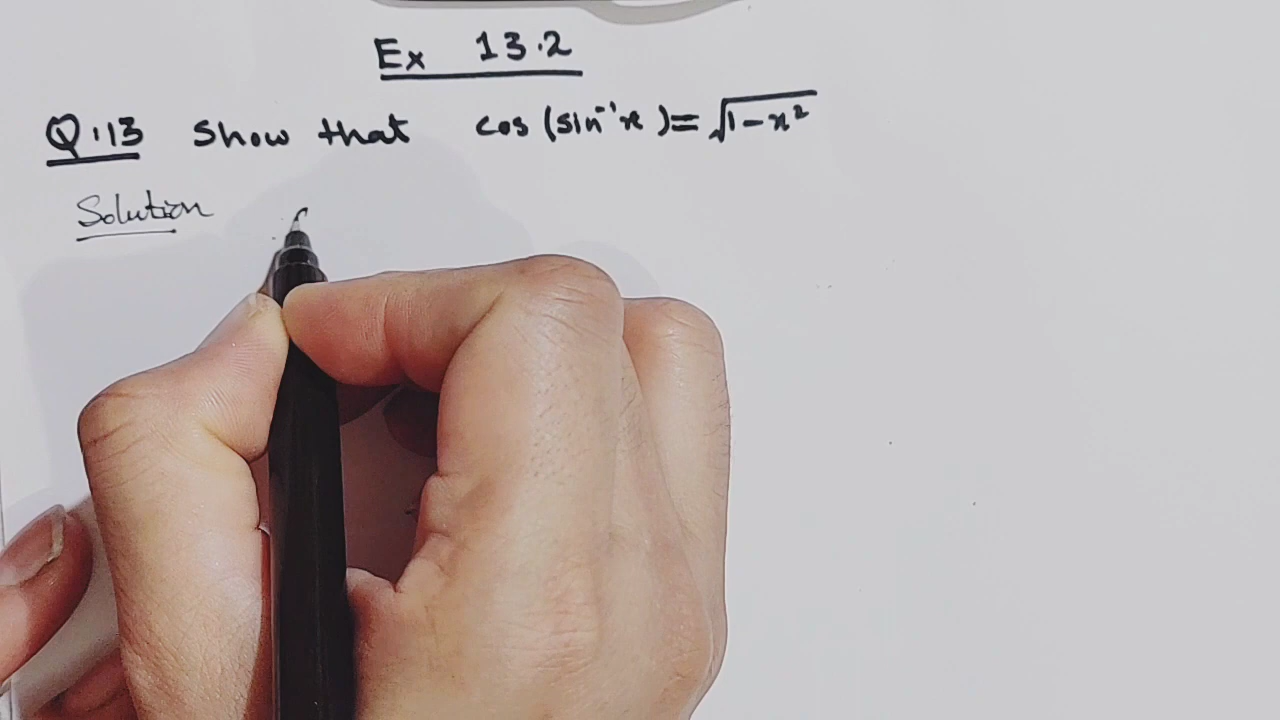 Ex 13.2
Q.13 Show that cos (sin⁻¹x) = √1-x²
Solution